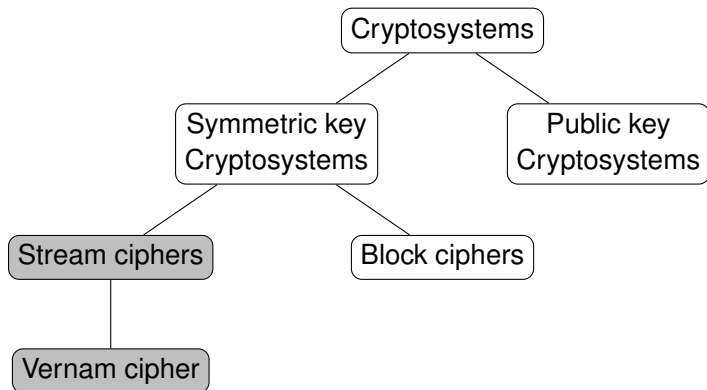 Cryptosystems
Symmetric key
Cryptosystems
Public key
Cryptosystems
Stream ciphers
Block ciphers
Vernam cipher